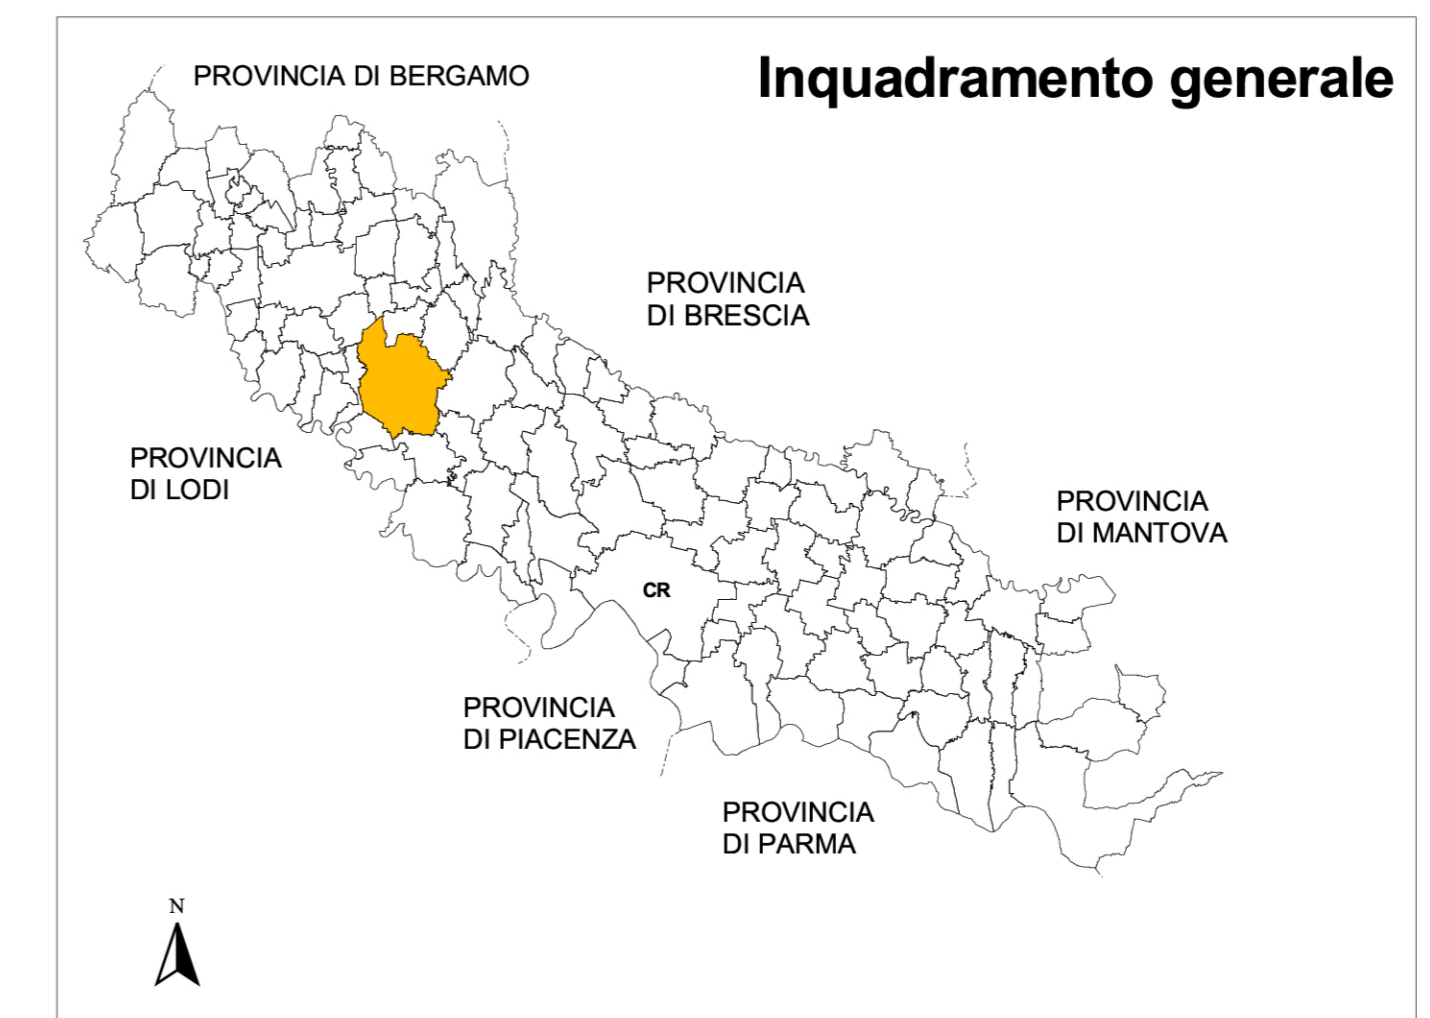 Inquadramento generale
PROVINCIA DI BERGAMO
PROVINCIA
DI BRESCIA
PROVINCIA
DI LODI
PROVINCIA
DI MANTOVA
CR
PROVINCIA
DI PIACENZA
PROVINCIA
DI PARMA
N